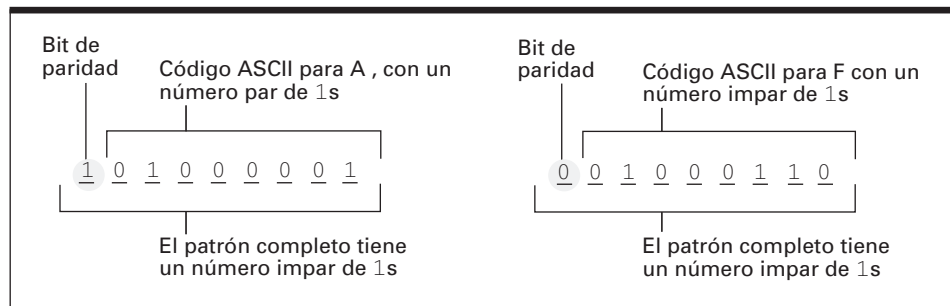 Bit de
paridad
Código ASCII para A , con un
número par de 1s
1 0 1 0 0 0 0 0 1
El patrón completo tiene
un número impar de 1s
Bit de
paridad
Código ASCII para F con un
número impar de 1s
0 0 1 0 0 0 1 1 0
El patrón completo tiene
un número impar de 1s